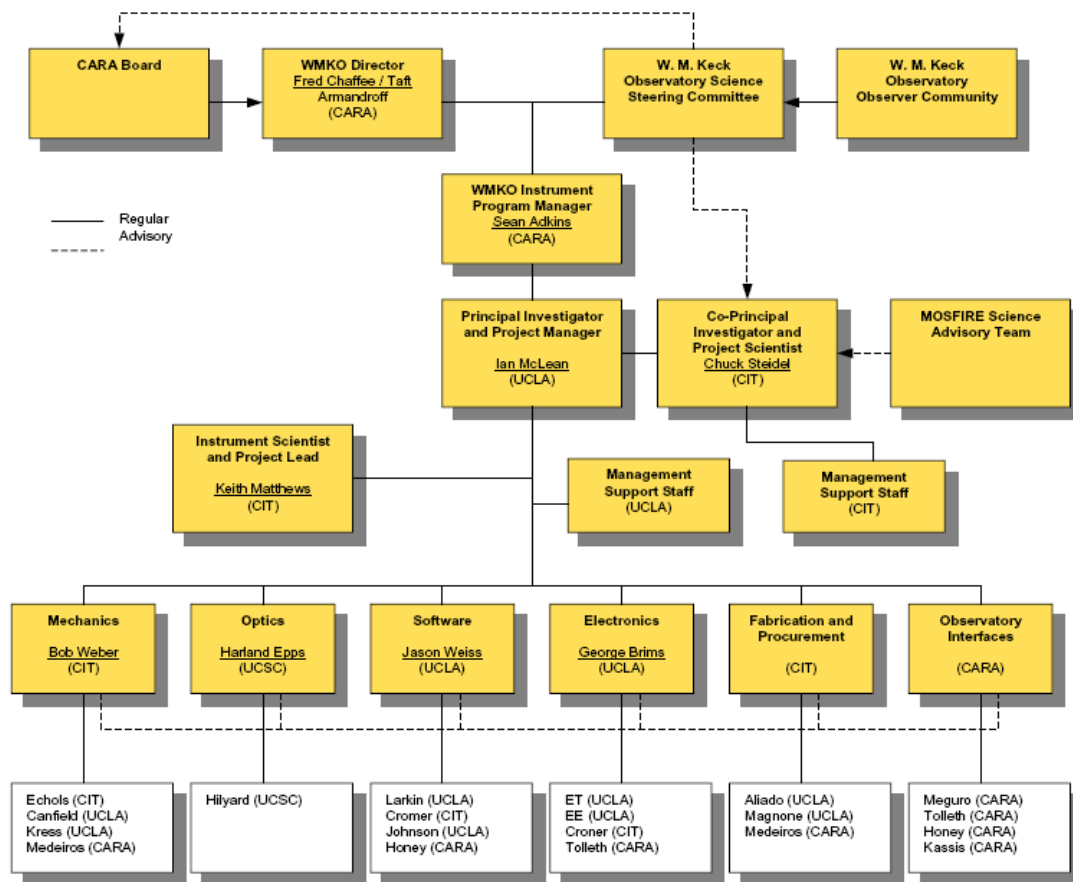 CARA Board
WMKO Director
Fred Chaffee / Taft
Armandroff
(CARA)
W. M. Keck
Observatory Science
Steering Committee
W. M. Keck
Observatory
Observer Community
WMKO Instrument
Program Manager
Sean Adkins
(CARA)
Regular
Advisory
Principal Investigator
and Project Manager
Ian McLean
(UCLA)
Co-Principal
Investigator and
Project Scientist
Chuck Steidel
(CIT)
MOSFIRE Science
Advisory Team
Instrument Scientist
and Project Lead
Keith Matthews
(CIT)
Management
Support Staff
(UCLA)
Management
Support Staff
(CIT)
Mechanics
Bob Weber
(CIT)
Optics
Harland Epps
(UCSC)
Software
Jason Weiss
(UCLA)
Electronics
George Brims
(UCLA)
Fabrication and
Procurement
(CIT)
Observatory
Interfaces
(CARA)
Echols (CIT)
Canfield (UCLA)
Kress (UCLA)
Medeiros (CARA)
Hilyard (UCSC)
Larkin (UCLA)
Cromer (CIT)
Johnson (UCLA)
Honey (CARA)
ET (UCLA)
EE (UCLA)
Croner (CIT)
Tolleth (CARA)
Aliado (UCLA)
Magnone (UCLA)
Medeiros (CARA)
Meguro (CARA)
Tolleth (CARA)
Honey (CARA)
Kassis (CARA)